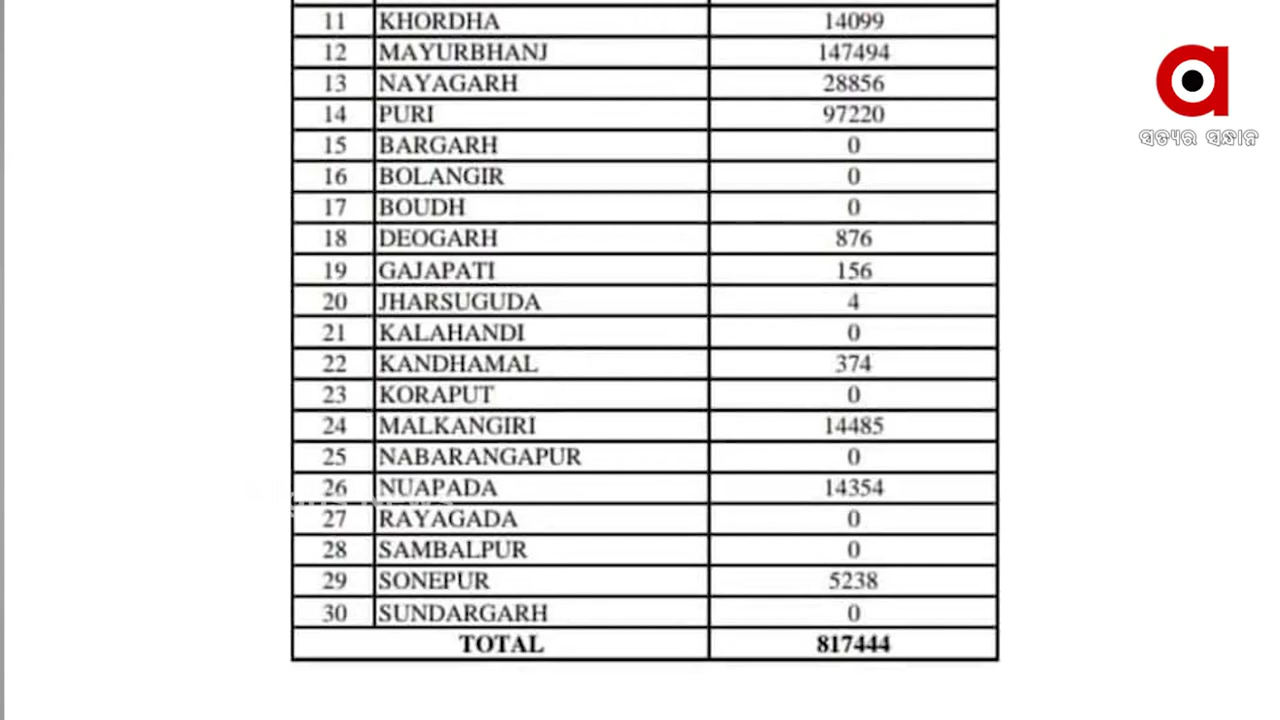 11 KHORDHA 14099
12 MAYURBHANJ 147494
13 NAYAGARH 28856
14 PURI 97220
15 BARGARH 0
16 BOLANGIR 0
17 BOUDH 0
18 DEOGARH 876
19 GAJAPATI 156
20 JHARSUGUDA 4
21 KALAHANDI 0
22 KANDHAMAL 374
23 KORAPUT 0
24 MALKANGIRI 14485
25 NABARANGAPUR 0
26 NUAPADA 14354
27 RAYAGADA 0
28 SAMBALPUR 0
29 SONEPUR 5238
30 SUNDARGARH 0
TOTAL 817444
ସତ୍ୟର ସନ୍ଧାନ